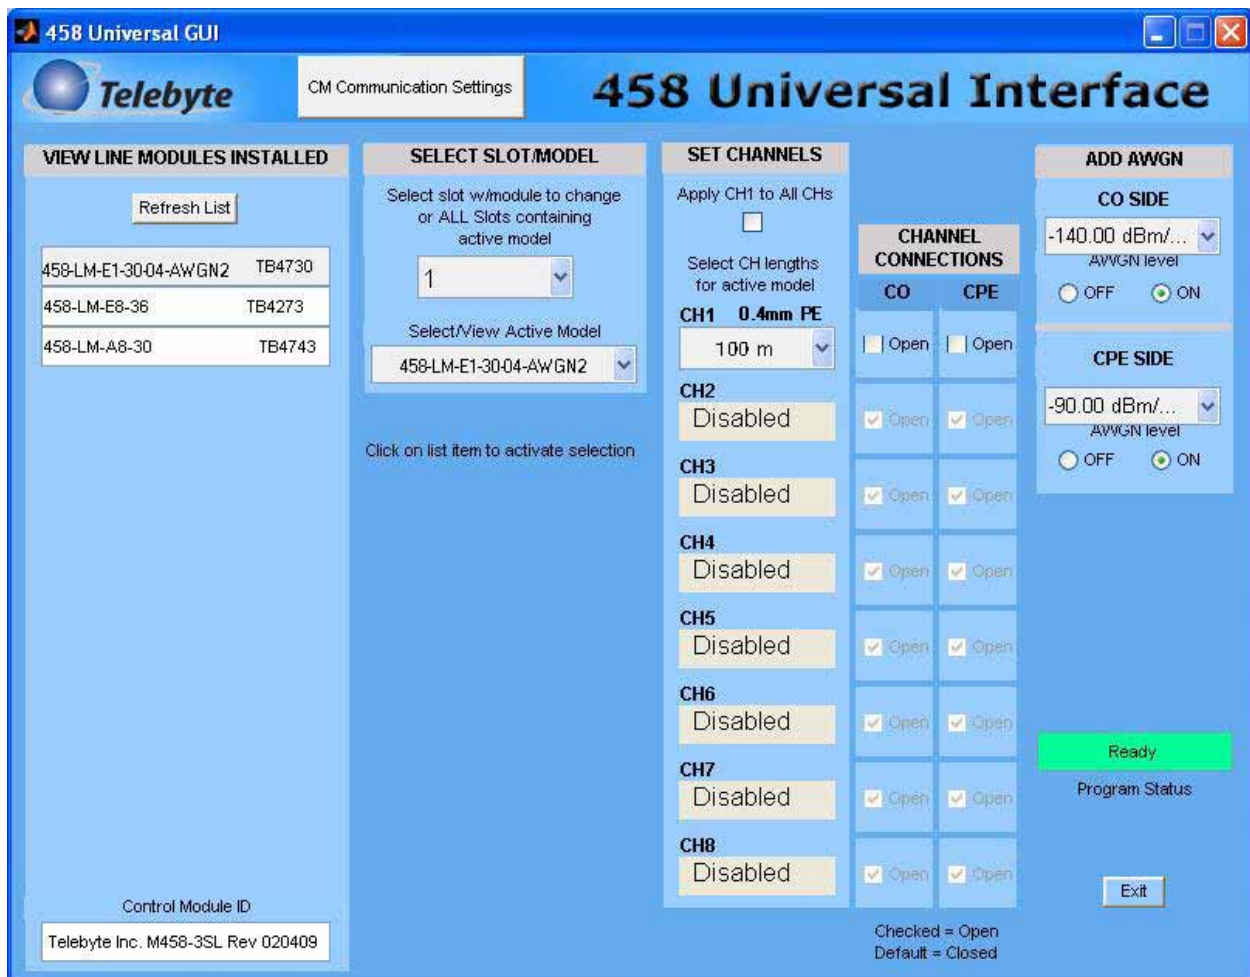 458 Universal GUI
Telebyte
CM Communication Settings
458 Universal Interface
VIEW LINE MODULES INSTALLED
Refresh List
458-LM-E1-30-04-AWGN2 TB4730
458-LM-E8-36 TB4273
458-LM-A8-30 TB4743
Control Module ID
Telebyte Inc. M458-3SL Rev 020409
SELECT SLOT/MODEL
Select slot w/module to change
or ALL Slots containing
active model
1
Select/View Active Model
458-LM-E1-30-04-AWGN2
Click on list item to activate selection
SET CHANNELS
Apply CH1 to All CHs
Select CH lengths
for active model
CH1 0.4mm PE
100 m
CH2
Disabled
CH3
Disabled
CH4
Disabled
CH5
Disabled
CH6
Disabled
CH7
Disabled
CH8
Disabled
CHANNEL
CONNECTIONS
CO CPE
Open Open
Open Open
Open Open
Open Open
Open Open
Open Open
Open Open
Open Open
Checked = Open
Default = Closed
ADD AWGN
CO SIDE
-140.00 dBm/...
AWGN level
OFF ON
CPE SIDE
-90.00 dBm/...
AWGN level
OFF ON
Ready
Program Status
Exit